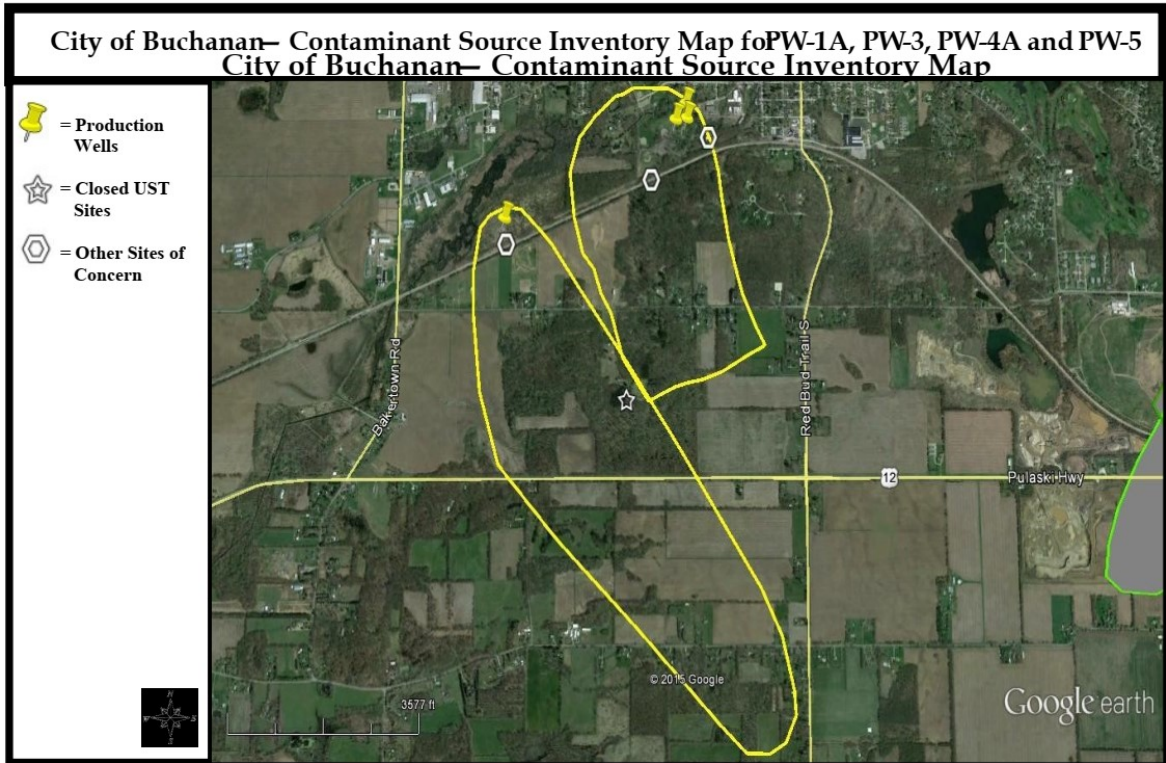 City of Buchanan— Contaminant Source Inventory Map foPW-1A, PW-3, PW-4A and PW-5
City of Buchanan— Contaminant Source Inventory Map
= Production
Wells
= Closed UST
Sites
= Other Sites of
Concern
Bakertown Rd
Red Bud Trail S
12
Pulaski Hwy
© 2015 Google
3577 ft
Google earth